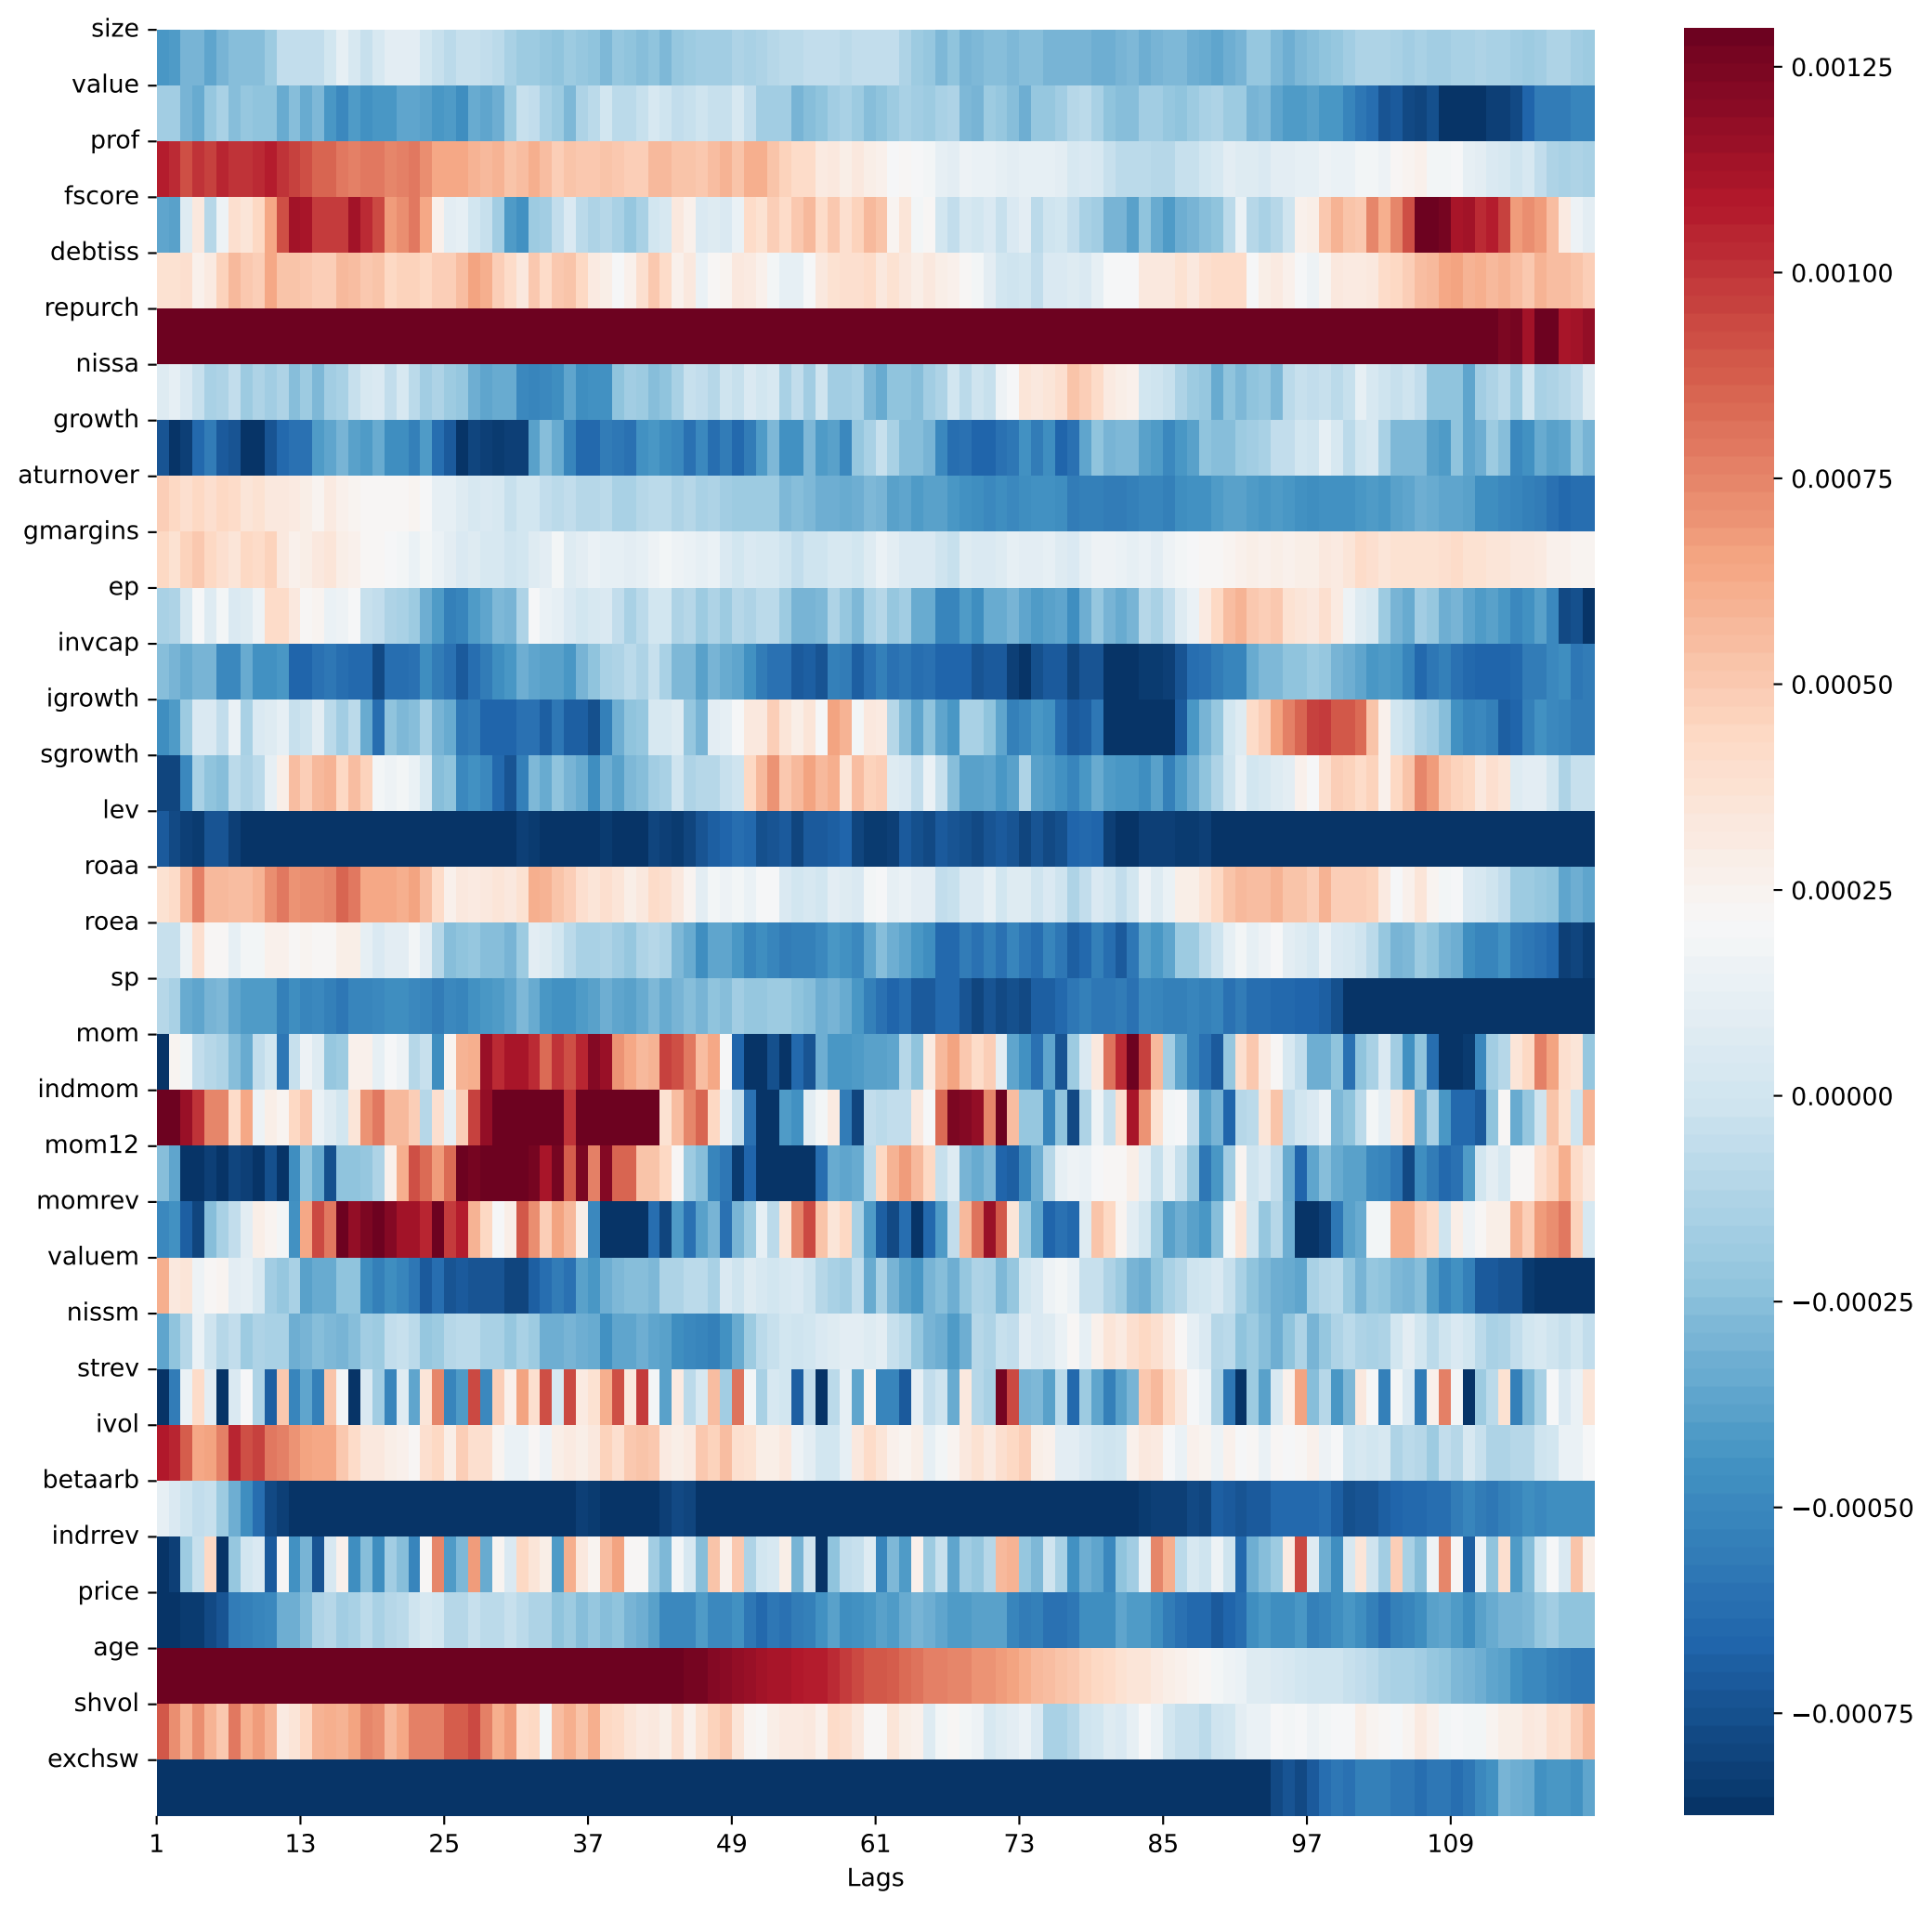 size
value
prof
fscore
debtiss
repurch
nissa
growth
aturnover
gmargins
ep
invcap
igrowth
sgrowth
lev
roaa
roea
sp
mom
indmom
mom12
momrev
valuem
nissm
strev
ivol
betaarb
indrrev
price
age
shvol
exchsw
1 13 25 37 49 61 73 85 97 109
Lags
0.00125
0.00100
0.00075
0.00050
0.00025
0.00000
−0.00025
−0.00050
−0.00075